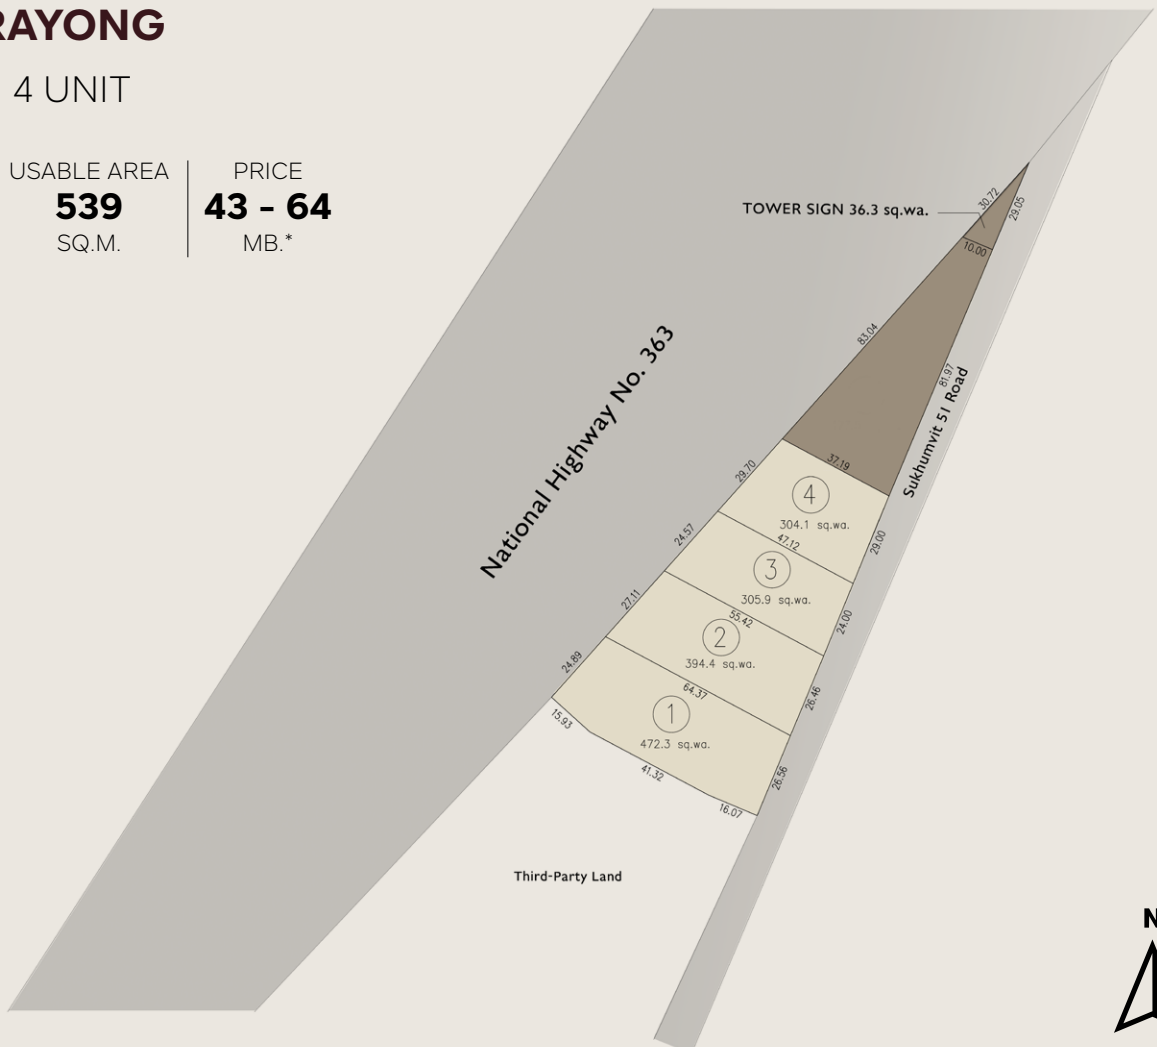 RAYONG
4 UNIT
USABLE AREA
539
SQ.M.
PRICE
43 - 64
MB.*
TOWER SIGN 36.3 sq.wa.
30.72
29.05
10.00
83.04
81.97
National Highway No. 363
Sukhumvit 51 Road
37.19
29.70
4
304.1 sq.wa.
29.00
47.12
24.57
3
305.9 sq.wa.
24.00
55.42
27.11
2
394.4 sq.wa.
26.46
64.37
24.89
1
472.3 sq.wa.
26.56
15.93
41.32
16.07
Third-Party Land
N